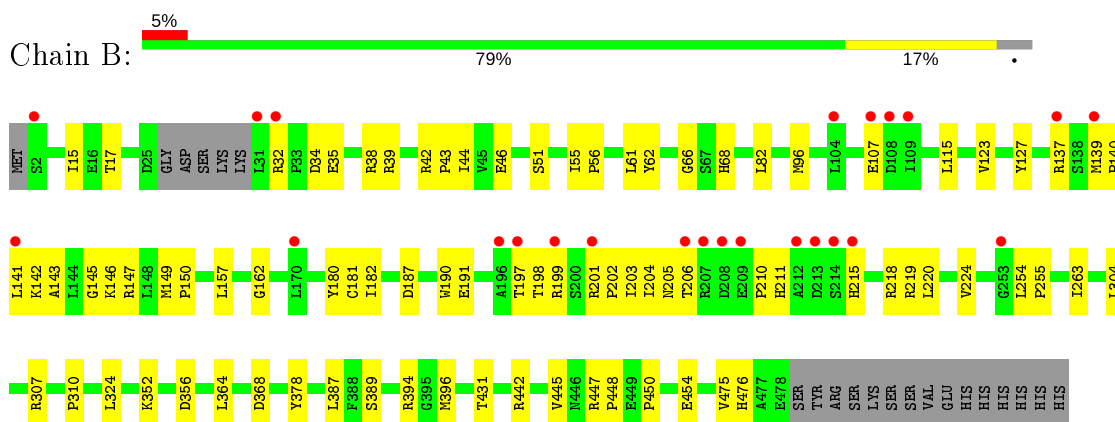 5%
Chain B:
79% 17% •
MET S2 I15 E16 T17 D25 GLY ASP SER LYS LYS L31 R32 P33 D34 E35 R38 R39 R42 P43 I44 V45 E46 S51 I55 P56 L61 Y62 G66 S67 H68 L82 M96 L104 E107 D108 I109 L115 V123 Y127 R137 S138 M139 P140
L141 K142 A143 L144 G145 K146 R147 L148 M149 P150 L157 G162 L170 Y180 C181 I182 D187 W190 E191 A196 T197 T198 R199 S200 R201 P202 I203 I204 N205 T206 R207 D208 E209 P210 H211 A212 D213 S214 H215 R218 R219 L220 V224 G253 L254 P255 I263 L304
R307 P310 L324 K352 D356 L364 D368 Y378 L387 F388 S389 R394 G395 M396 T431 R442 V445 N446 R447 P448 E449 P450 E454 V475 H476 A477 E478 SER TYR ARG SER LYS SER SER VAL GLU HIS HIS HIS HIS HIS HIS